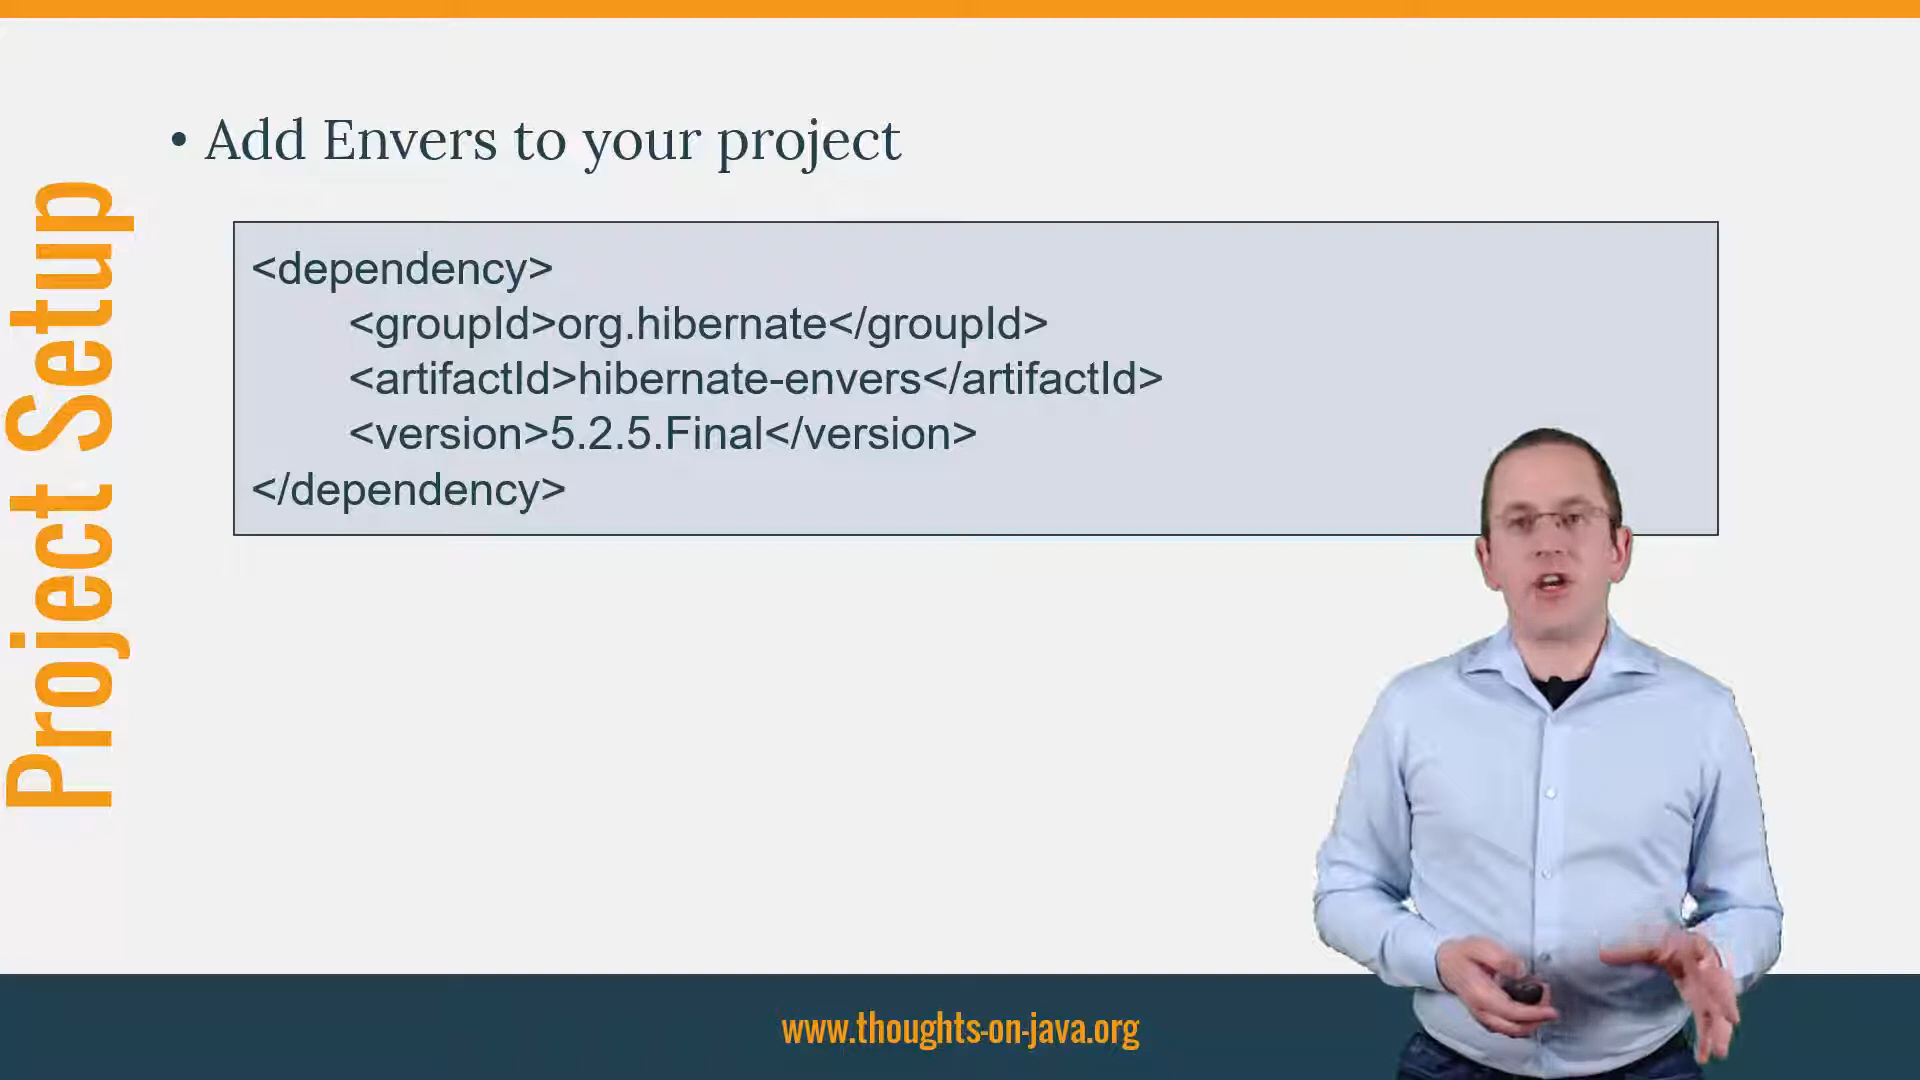 Project Setup
• Add Envers to your project
<dependency>
<groupId>org.hibernate</groupId>
<artifactId>hibernate-envers</artifactId>
<version>5.2.5.Final</version>
</dependency>
www.thoughts-on-java.org